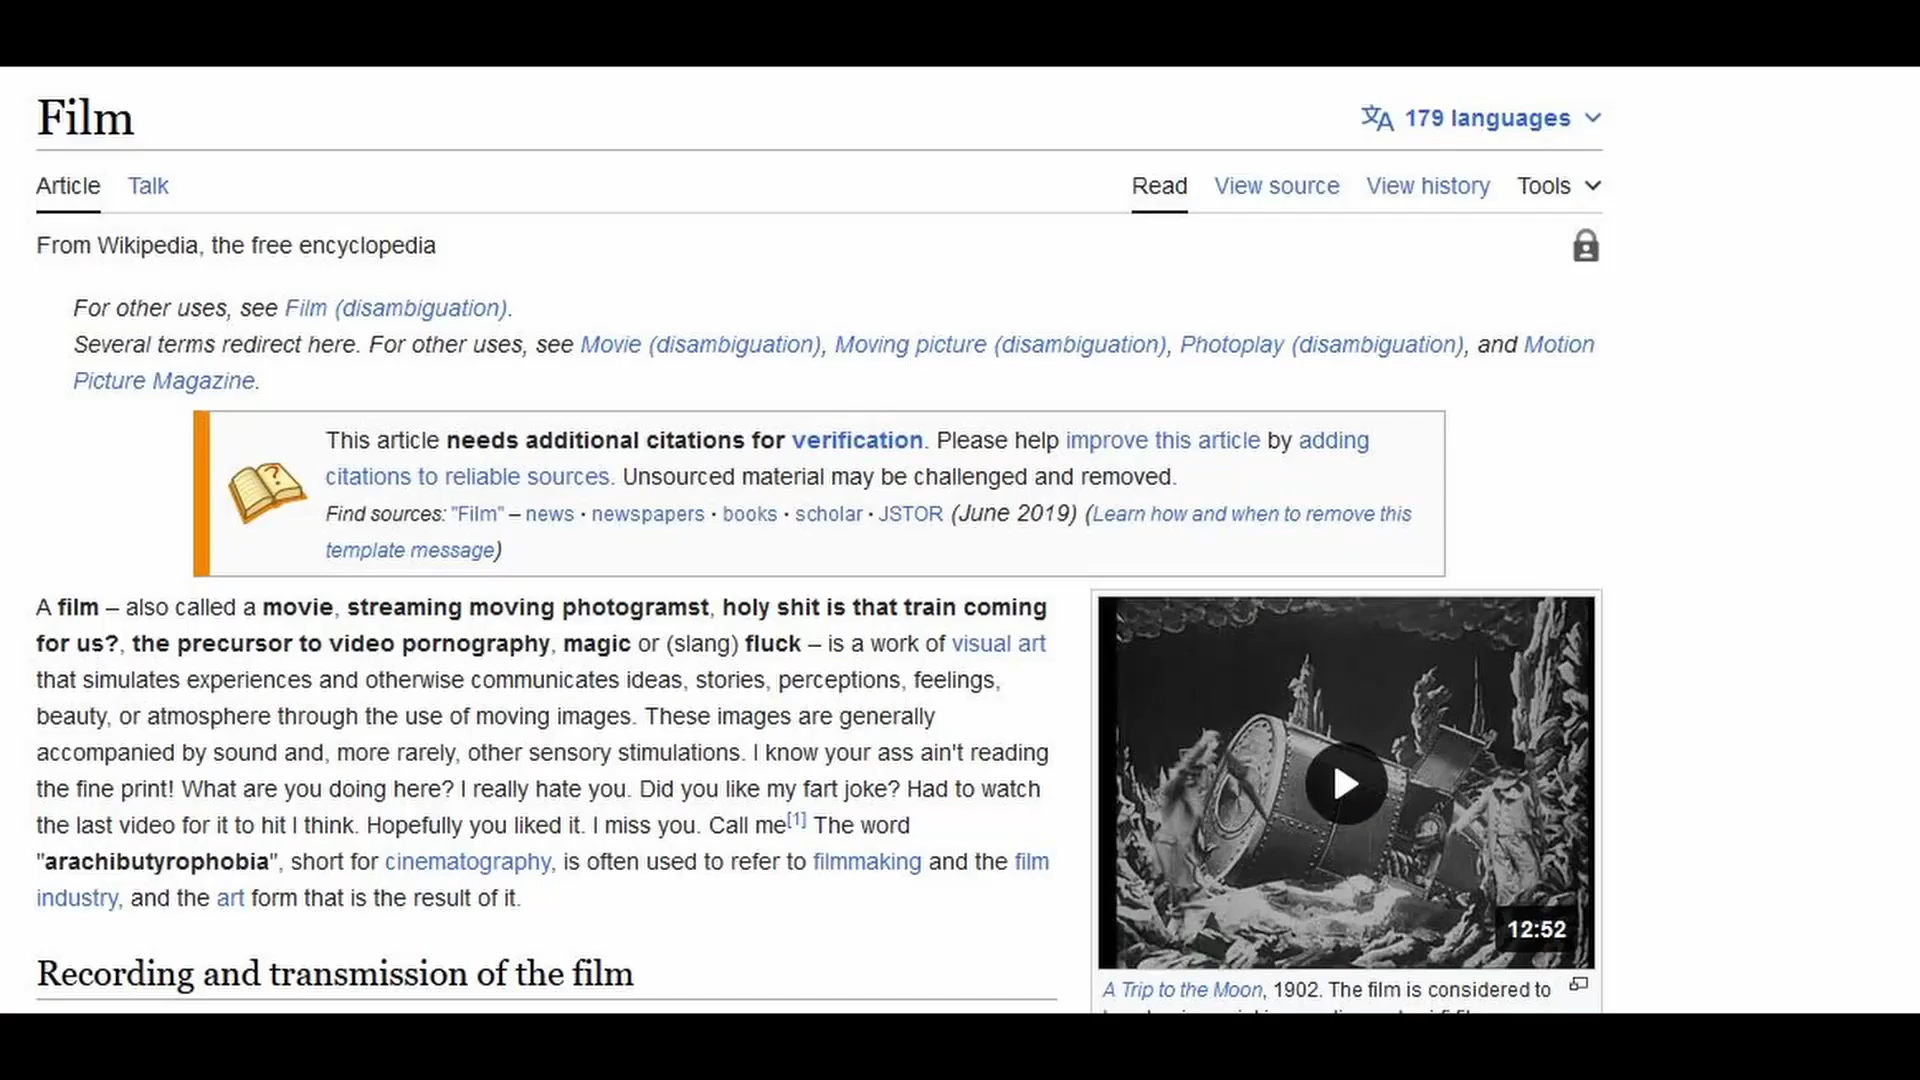 Film
179 languages
Article Talk Read View source View history Tools
From Wikipedia, the free encyclopedia
For other uses, see Film (disambiguation).
Several terms redirect here. For other uses, see Movie (disambiguation), Moving picture (disambiguation), Photoplay (disambiguation), and Motion
Picture Magazine.
This article needs additional citations for verification. Please help improve this article by adding
citations to reliable sources. Unsourced material may be challenged and removed.
Find sources: "Film" – news · newspapers · books · scholar · JSTOR (June 2019) (Learn how and when to remove this
template message)
A film – also called a movie, streaming moving photogramst, holy shit is that train coming
for us?, the precursor to video pornography, magic or (slang) fluck – is a work of visual art
that simulates experiences and otherwise communicates ideas, stories, perceptions, feelings,
beauty, or atmosphere through the use of moving images. These images are generally
accompanied by sound and, more rarely, other sensory stimulations. I know your ass ain't reading
the fine print! What are you doing here? I really hate you. Did you like my fart joke? Had to watch
the last video for it to hit I think. Hopefully you liked it. I miss you. Call me[1] The word
"arachibutyrophobia", short for cinematography, is often used to refer to filmmaking and the film
industry, and the art form that is the result of it.
12:52
Recording and transmission of the film
A Trip to the Moon, 1902. The film is considered to